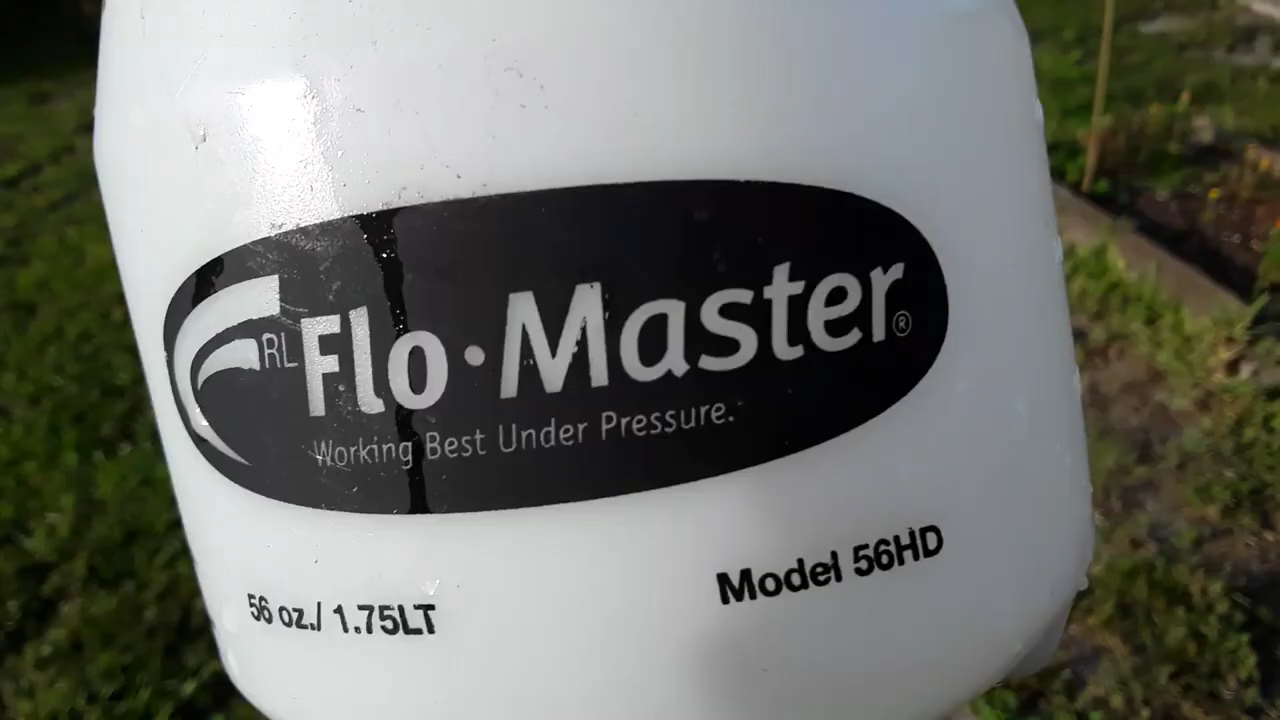 RL Flo·Master®
Working Best Under Pressure.
56 oz./ 1.75LT
Model 56HD